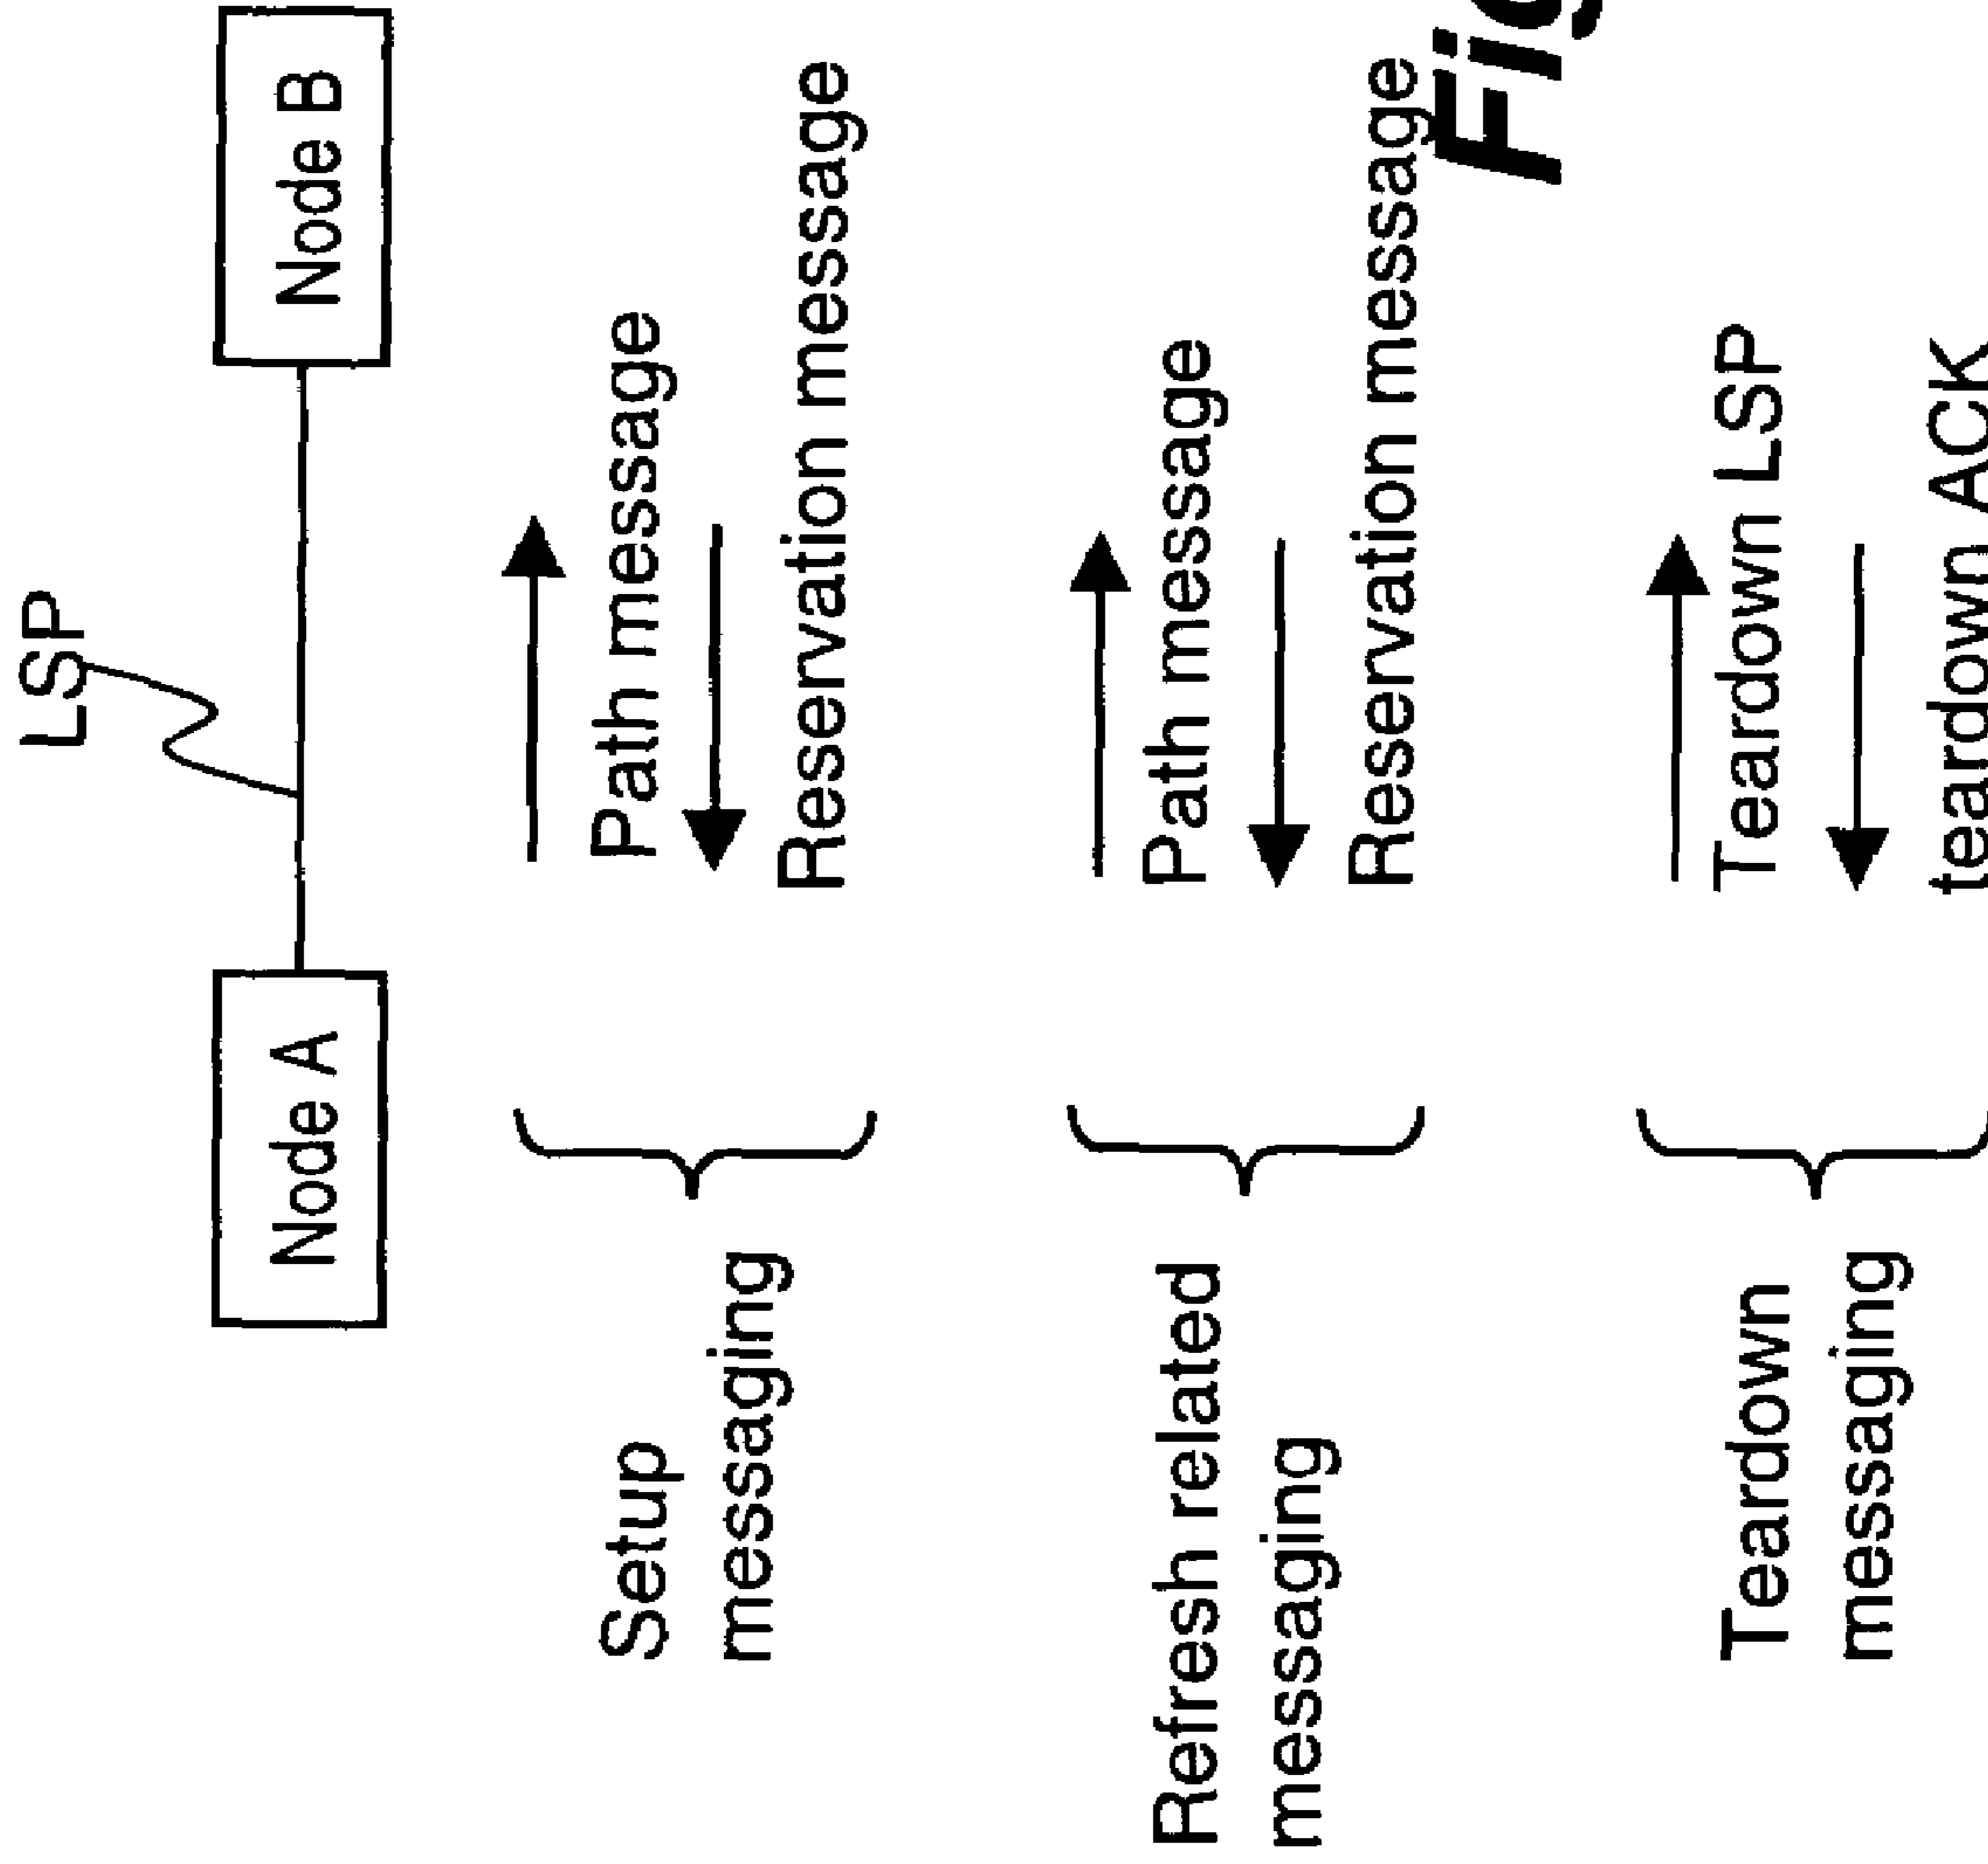 LSP
Node A
Node B
Setup
messaging
Path message
Reservation message
Refresh related
messaging
Path message
Reservation message
Teardown
messaging
Teardown LSP
teardown ACK